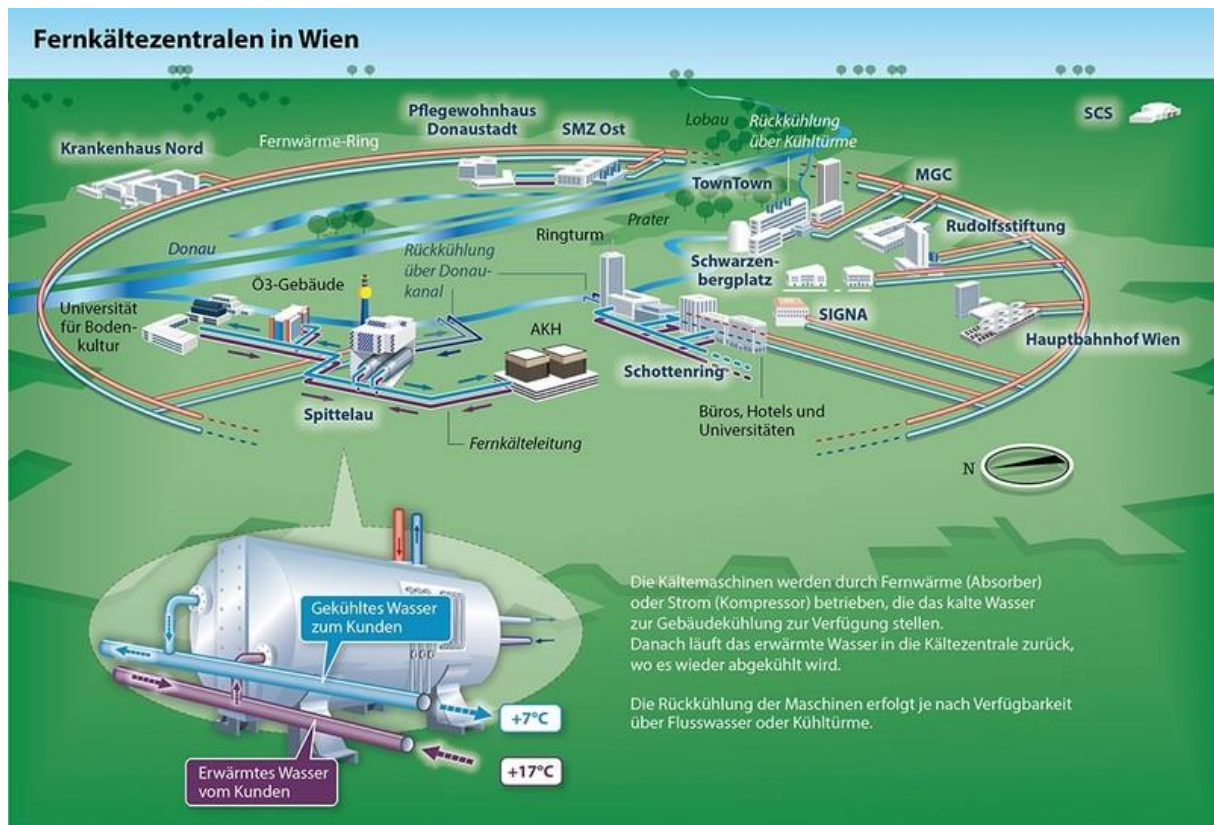 Fernkältezentralen in Wien
Krankenhaus Nord
Fernwärme-Ring
Pflegewohnhaus
Donaustadt
SMZ Ost
Lobau
Rückkühlung
über Kühltürme
SCS
TownTown
MGC
Rudolfsstiftung
Prater
Ringturm
Donau
Rückkühlung
über Donau-
kanal
Schwarzen-
bergplatz
Ö3-Gebäude
Universität
für Boden-
kultur
AKH
SIGNA
Hauptbahnhof Wien
Schottenring
Spittelau
Büros, Hotels und
Universitäten
Fernkälteleitung
N
Gekühltes Wasser
zum Kunden
+7°C
Erwärmtes Wasser
vom Kunden
+17°C
Die Kältemaschinen werden durch Fernwärme (Absorber)
oder Strom (Kompressor) betrieben, die das kalte Wasser
zur Gebäudekühlung zur Verfügung stellen.
Danach läuft das erwärmte Wasser in die Kältezentrale zurück,
wo es wieder abgekühlt wird.
Die Rückkühlung der Maschinen erfolgt je nach Verfügbarkeit
über Flusswasser oder Kühltürme.